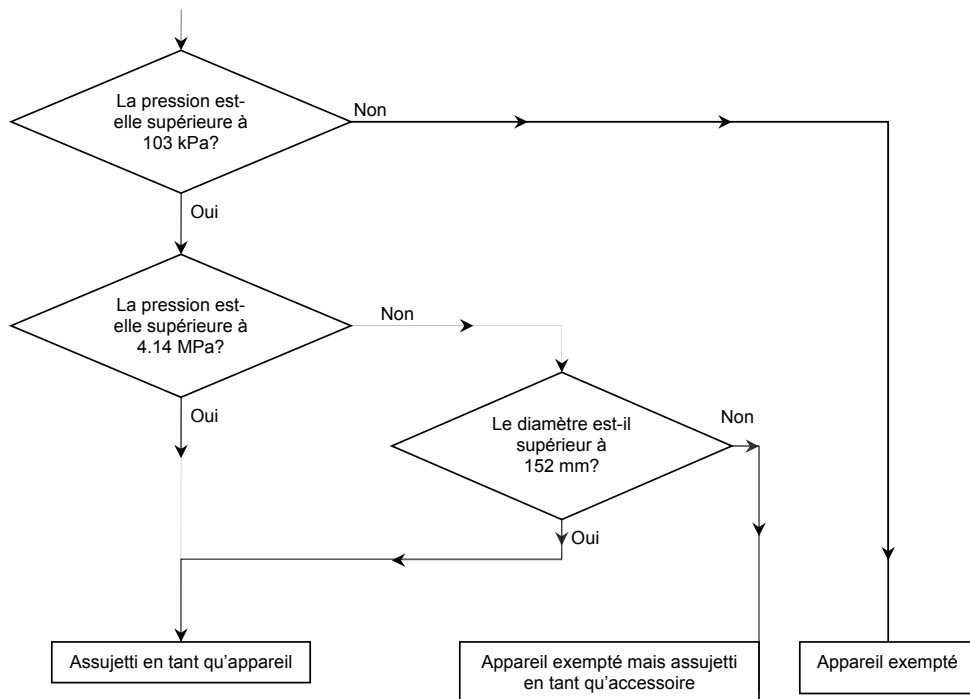 La pression est-
elle supérieure à
103 kPa?
Non
Oui
La pression est-
elle supérieure à
4.14 MPa?
Non
Oui
Le diamètre est-il
supérieur à
152 mm?
Non
Oui
Assujetti en tant qu’appareil
Appareil exempté mais assujetti
en tant qu’accessoire
Appareil exempté